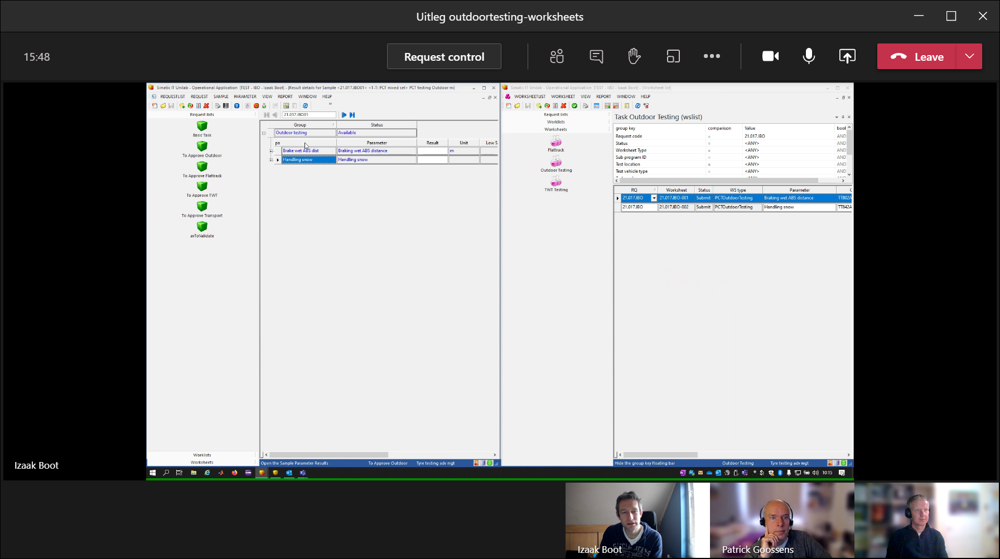 Uitleg outdoortesting-worksheets
15:48
Request control
Leave
Simatic IT Unilab - Operational Application [TEST - IBO - Izaak Boot] - [Result details for Sample <21.017.IBO01> <T-T: PCT mixed set> PCT testing Outdoor mi]
REQUESTLIST REQUEST SAMPLE PARAMETER VIEW REPORT WINDOW HELP
Request lists
Basic Task
To Approve Outdoor
To Approve Flattrack
To Approve TWT
To Approve Transport
avToValidate
Worklists
Worksheets
21.017.IBO01
Group Status
Outdoor testing Available
pa Parameter Result Unit Low S
Brake wet ABS dist Braking wet ABS distance m
Handling snow Handling snow
Open the Sample Parameter Results To Approve Outdoor Tyre testing adv mgt
Simatic IT Unilab - Operational Application [TEST - IBO - Izaak Boot] - [Worksheet list]
WORKSHEETLIST WORKSHEET VIEW REPORT WINDOW HELP
Request lists
Worklists
Worksheets
Flattrack
Outdoor Testing
TWT Testing
Task Outdoor Testing (wslist)
group key comparison Value bool
Request code = 21.017.IBO AND
Status = <ANY> AND
Worksheet Type = <ANY> AND
Sub program ID = <ANY> AND
Test location = <ANY> AND
Test vehicle type = <ANY> AND
RQ Worksheet Status WS type Parameter
21.017.IBO 21.017.IBO-001 Submit PCTOutdoorTesting Braking wet ABS distance TT802A
21.017.IBO 21.017.IBO-002 Submit PCTOutdoorTesting Handling snow TT842A
Hide the group key floating bar Outdoor Testing Tyre testing adv mgt
10:15
Izaak Boot
Izaak Boot
Patrick Goossens